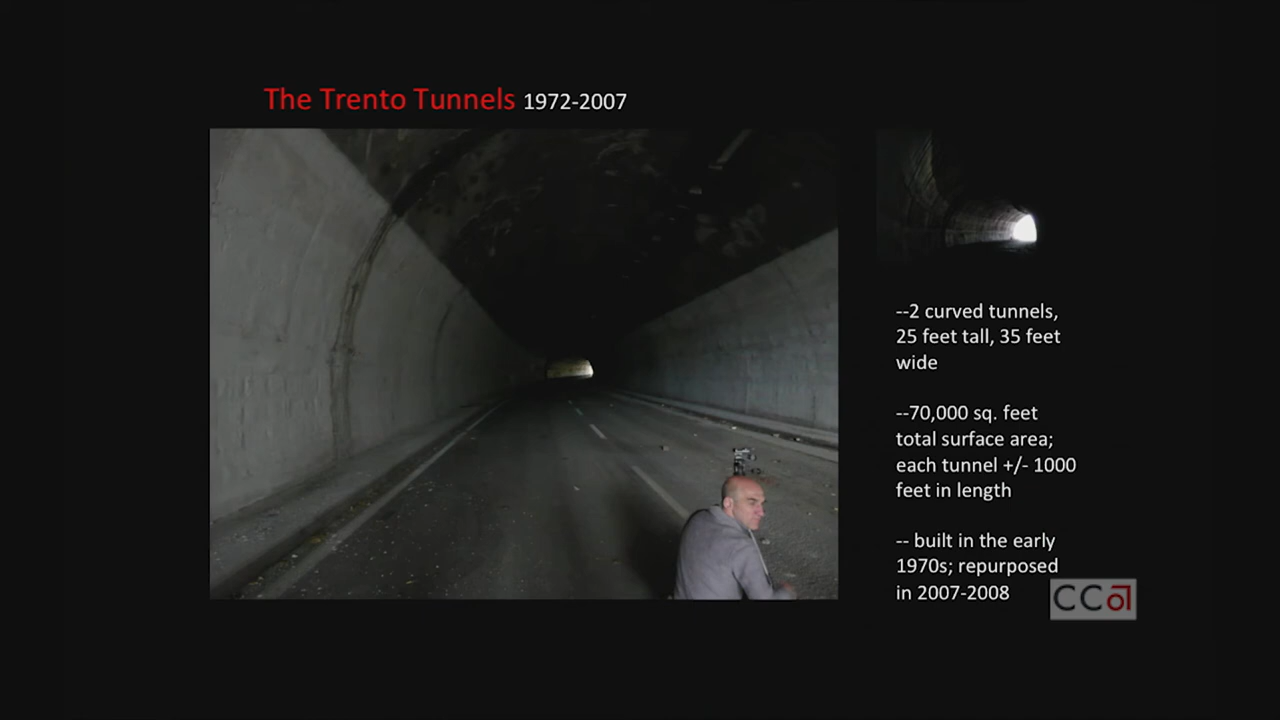 The Trento Tunnels 1972-2007
--2 curved tunnels,
25 feet tall, 35 feet
wide
--70,000 sq. feet
total surface area;
each tunnel +/- 1000
feet in length
-- built in the early
1970s; repurposed
in 2007-2008
CCa